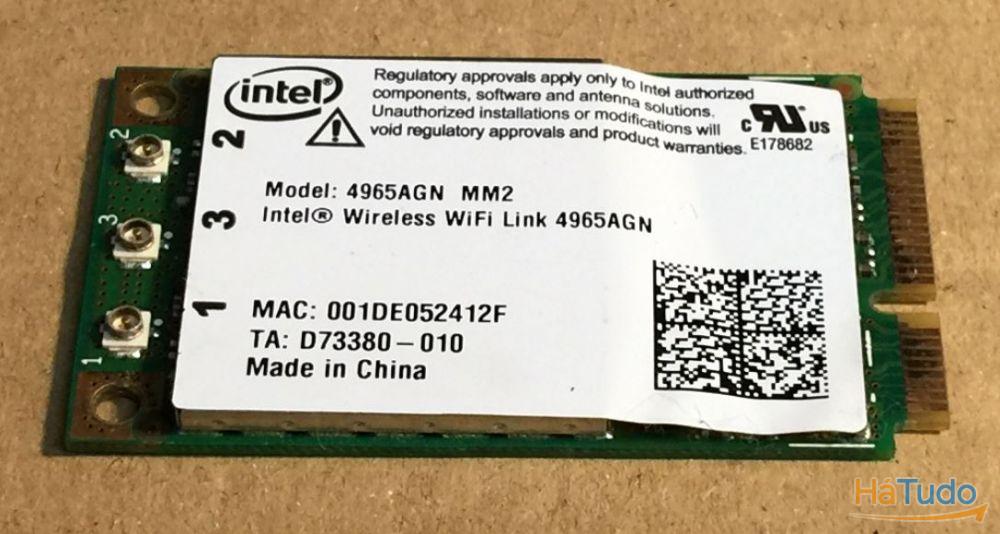 intel®
Regulatory approvals apply only to Intel authorized
components, software and antenna solutions.
Unauthorized installations or modifications will
void regulatory approvals and product warranties.
C RU US
E178682
2
3
1
2
3
1
Model: 4965AGN MM2
Intel® Wireless WiFi Link 4965AGN
MAC: 001DE052412F
TA: D73380-010
Made in China
HáTudo